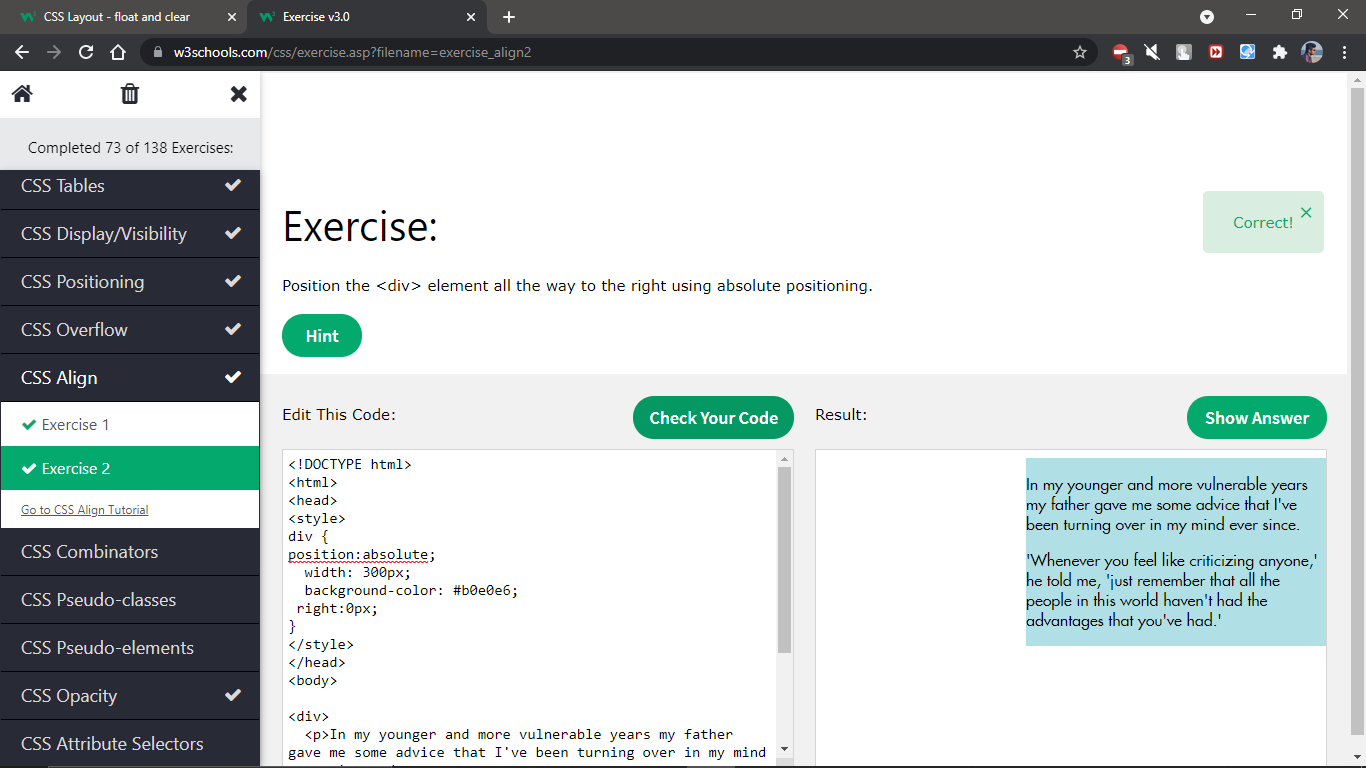 CSS Layout - float and clear
Exercise v3.0
w3schools.com/css/exercise.asp?filename=exercise_align2
3
Completed 73 of 138 Exercises:
CSS Tables
CSS Display/Visibility
CSS Positioning
CSS Overflow
CSS Align
Exercise 1
Exercise 2
Go to CSS Align Tutorial
CSS Combinators
CSS Pseudo-classes
CSS Pseudo-elements
CSS Opacity
CSS Attribute Selectors
Exercise:
Correct!
Position the <div> element all the way to the right using absolute positioning.
Hint
Edit This Code:
Check Your Code
<!DOCTYPE html>
<html>
<head>
<style>
div {
position:absolute;
width: 300px;
background-color: #b0e0e6;
right:0px;
}
</style>
</head>
<body>
<div>
<p>In my younger and more vulnerable years my father
gave me some advice that I've been turning over in my mind
Result:
Show Answer
In my younger and more vulnerable years
my father gave me some advice that I've
been turning over in my mind ever since.
'Whenever you feel like criticizing anyone,'
he told me, 'just remember that all the
people in this world haven't had the
advantages that you've had.'